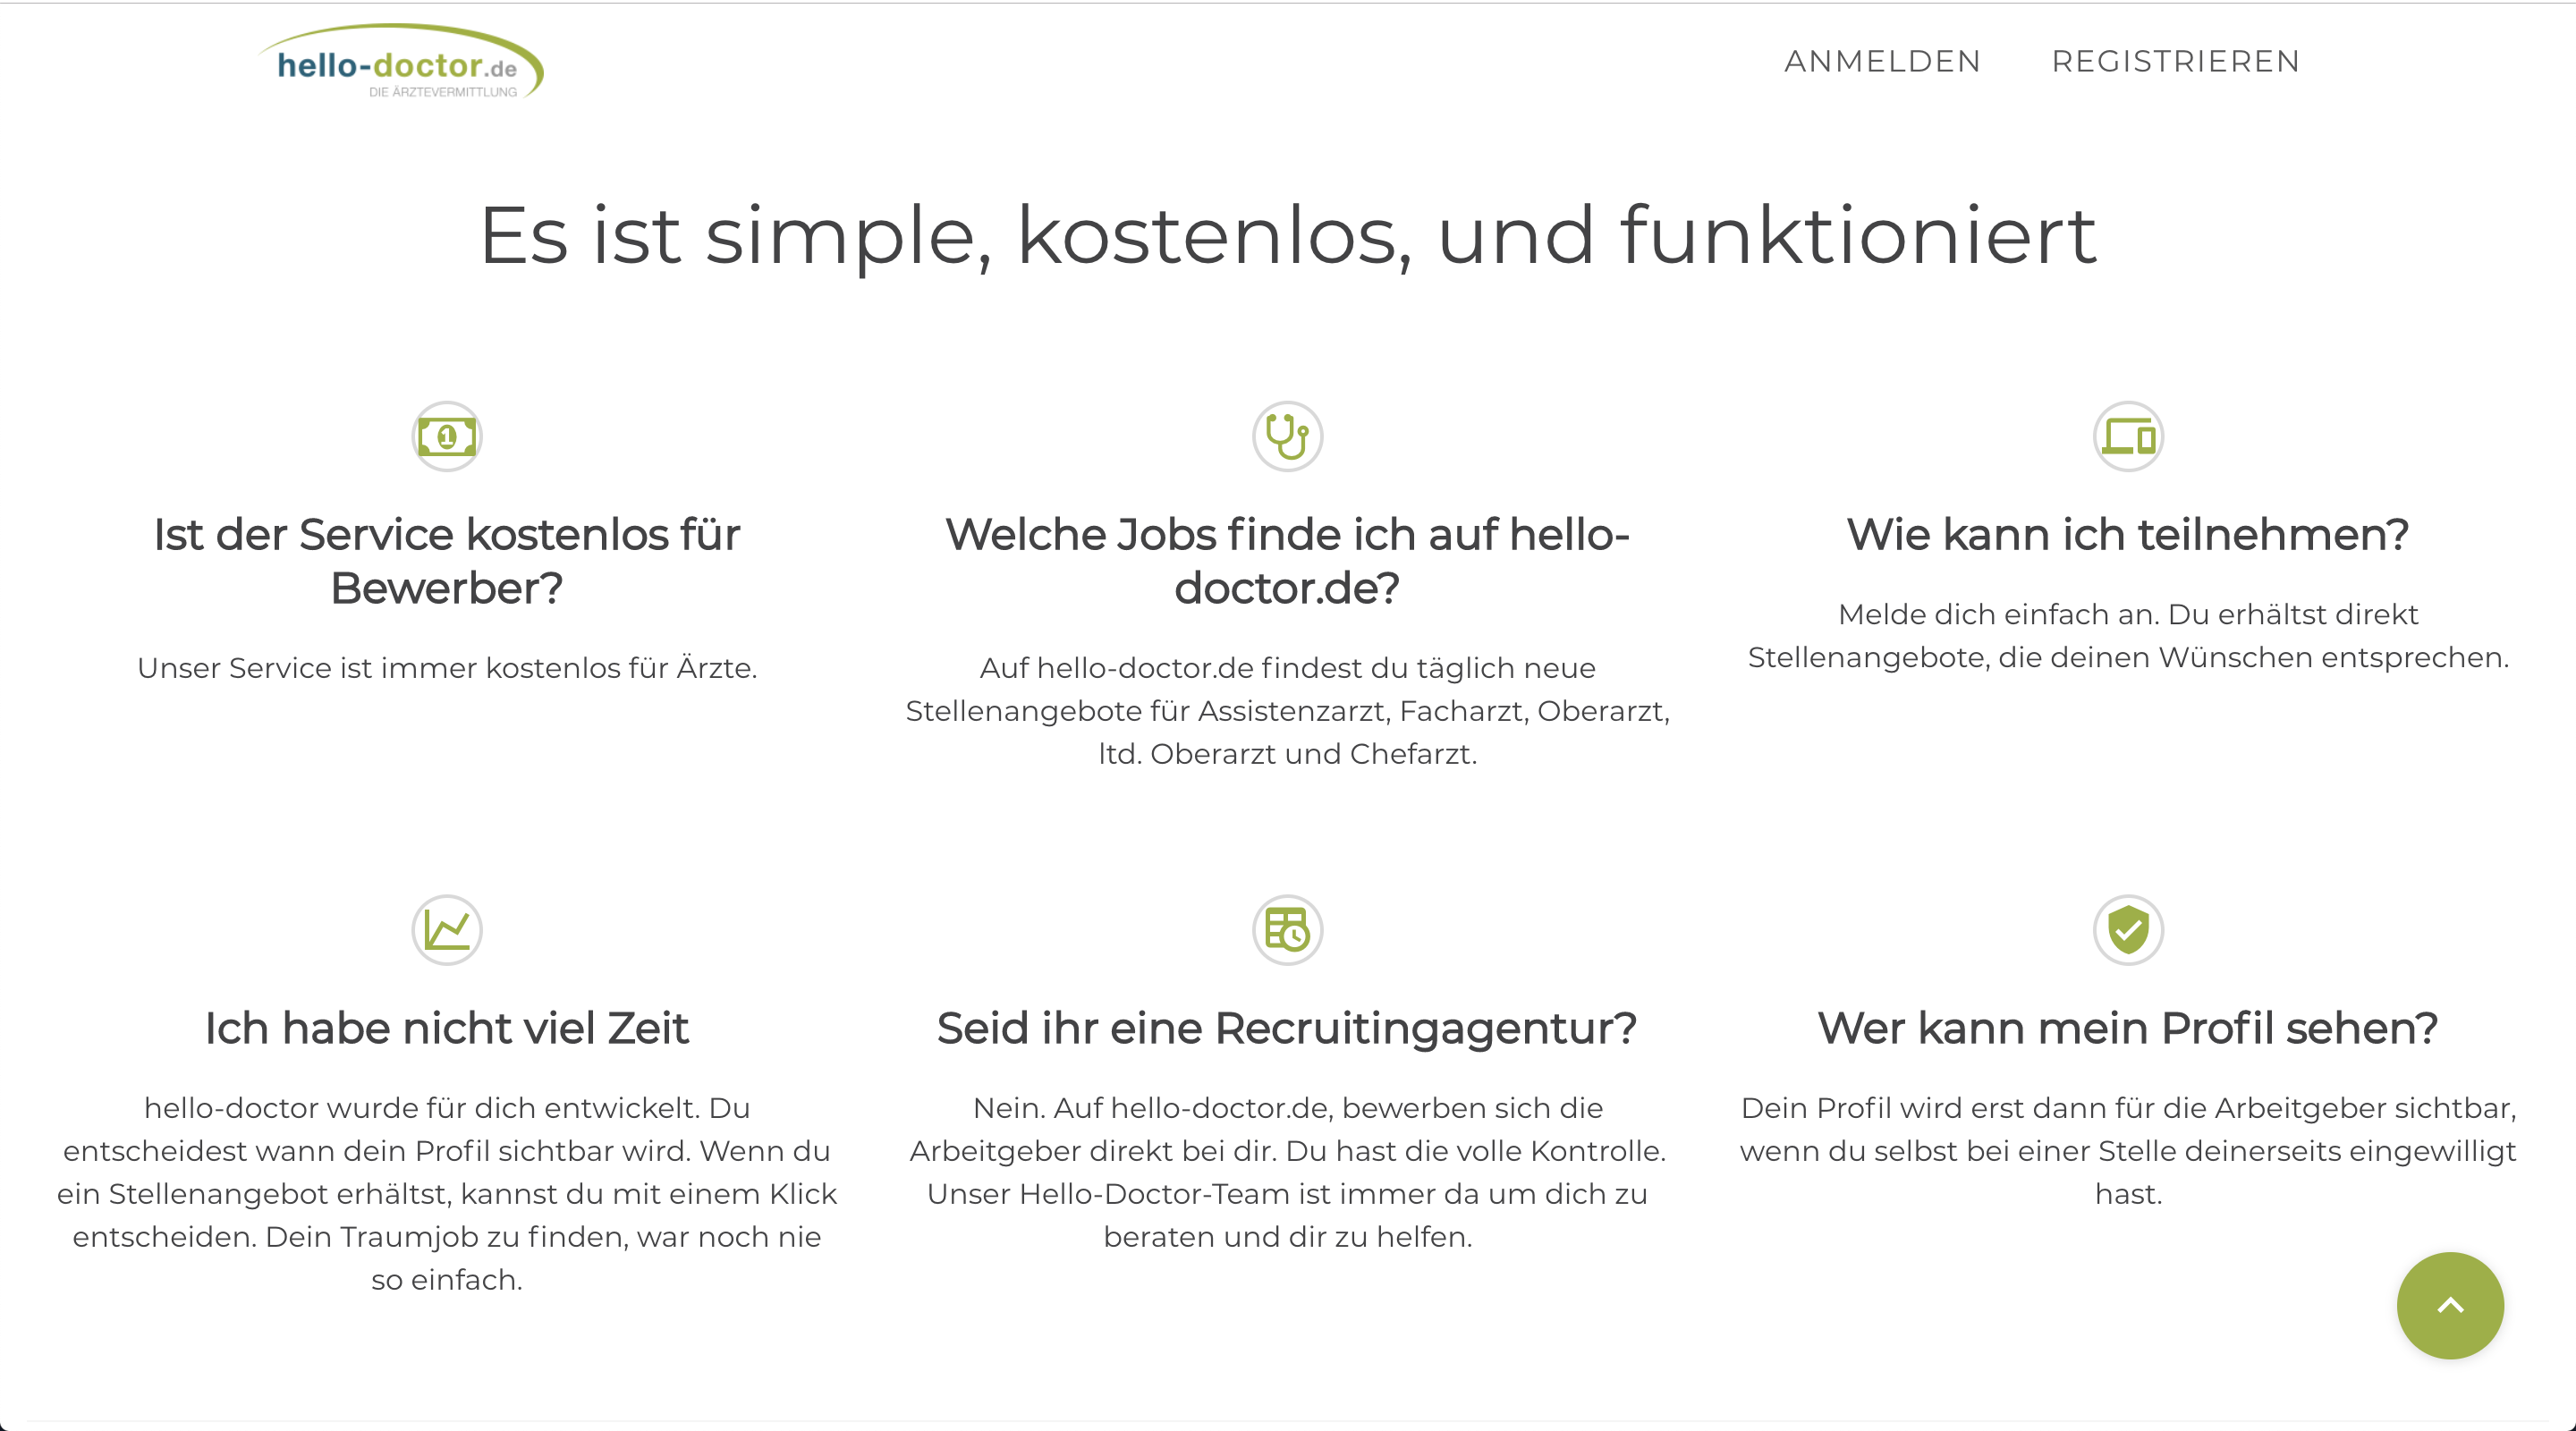 hello-doctor.de
DIE ÄRZTEVERMITTLUNG
ANMELDEN
REGISTRIEREN
Es ist simple, kostenlos, und funktioniert
1
Ist der Service kostenlos für
Bewerber?
Unser Service ist immer kostenlos für Ärzte.
Welche Jobs finde ich auf hello-
doctor.de?
Auf hello-doctor.de findest du täglich neue
Stellenangebote für Assistenzarzt, Facharzt, Oberarzt,
ltd. Oberarzt und Chefarzt.
Wie kann ich teilnehmen?
Melde dich einfach an. Du erhältst direkt
Stellenangebote, die deinen Wünschen entsprechen.
Ich habe nicht viel Zeit
hello-doctor wurde für dich entwickelt. Du
entscheidest wann dein Profil sichtbar wird. Wenn du
ein Stellenangebot erhältst, kannst du mit einem Klick
entscheiden. Dein Traumjob zu finden, war noch nie
so einfach.
Seid ihr eine Recruitingagentur?
Nein. Auf hello-doctor.de, bewerben sich die
Arbeitgeber direkt bei dir. Du hast die volle Kontrolle.
Unser Hello-Doctor-Team ist immer da um dich zu
beraten und dir zu helfen.
Wer kann mein Profil sehen?
Dein Profil wird erst dann für die Arbeitgeber sichtbar,
wenn du selbst bei einer Stelle deinerseits eingewilligt
hast.